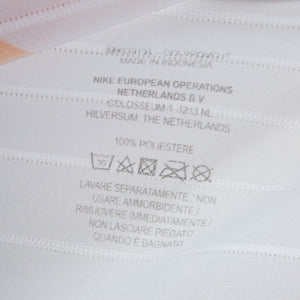 MADE IN INDONESIA
NIKE EUROPEAN OPERATIONS
NETHERLANDS B.V.
COLOSSEUM 1, 1213 NL
HILVERSUM THE NETHERLANDS
100% POLIESTERE
30
LAVARE SEPARATAMENTE/ NON
USARE AMMORBIDENTE/
RIMUOVERE IMMEDIATAMENTE/
NON LASCIARE PIEGATO
QUANDO È BAGNATO